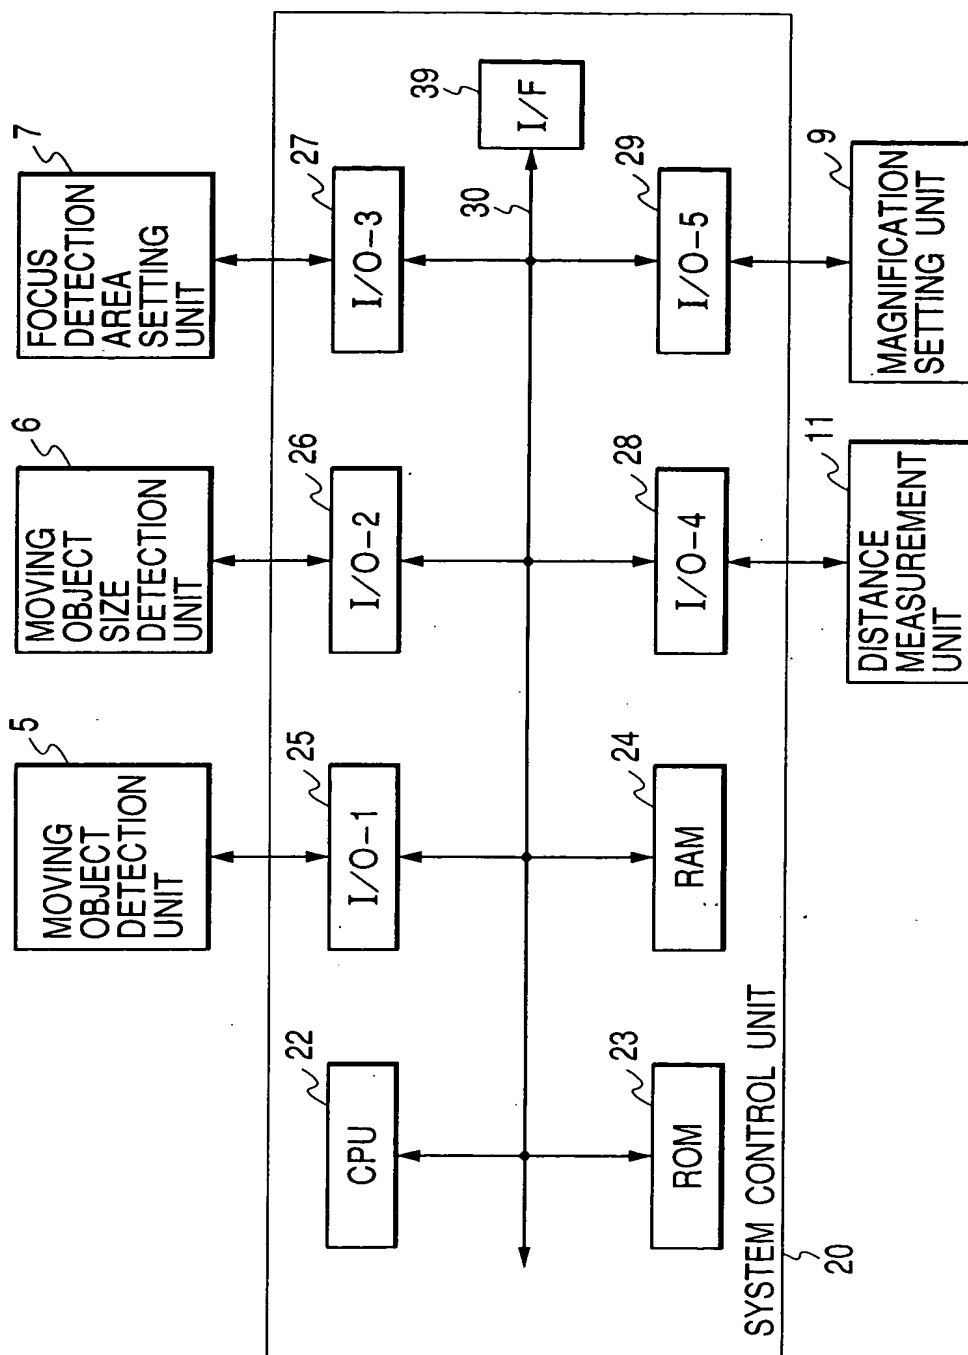 5
MOVING
OBJECT
DETECTION
UNIT
6
MOVING
OBJECT
SIZE
DETECTION
UNIT
7
FOCUS
DETECTION
AREA
SETTING
UNIT
22
CPU
25
I/O-1
26
I/O-2
27
I/O-3
39
I/F
30
23
ROM
24
RAM
28
I/O-4
29
I/O-5
SYSTEM CONTROL UNIT
20
11
DISTANCE
MEASUREMENT
UNIT
9
MAGNIFICATION
SETTING UNIT